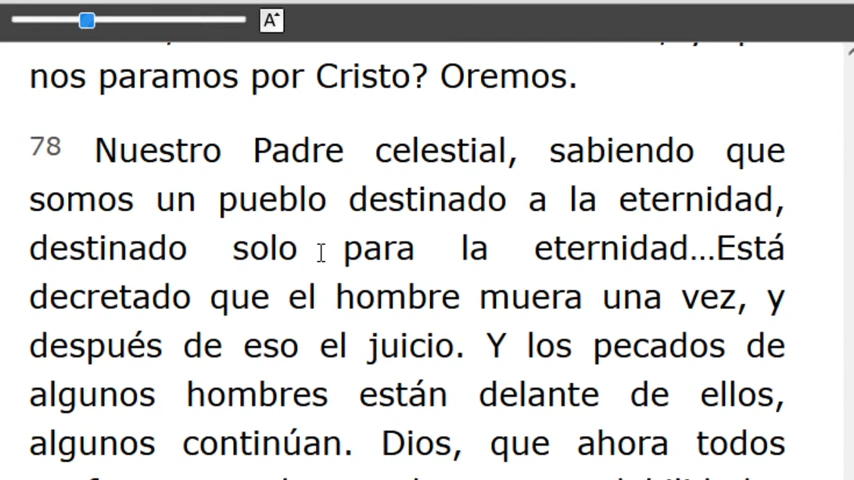 A
nos paramos por Cristo? Oremos.
78 Nuestro Padre celestial, sabiendo que
somos un pueblo destinado a la eternidad,
destinado solo para la eternidad...Está
decretado que el hombre muera una vez, y
después de eso el juicio. Y los pecados de
algunos hombres están delante de ellos,
algunos continúan. Dios, que ahora todos